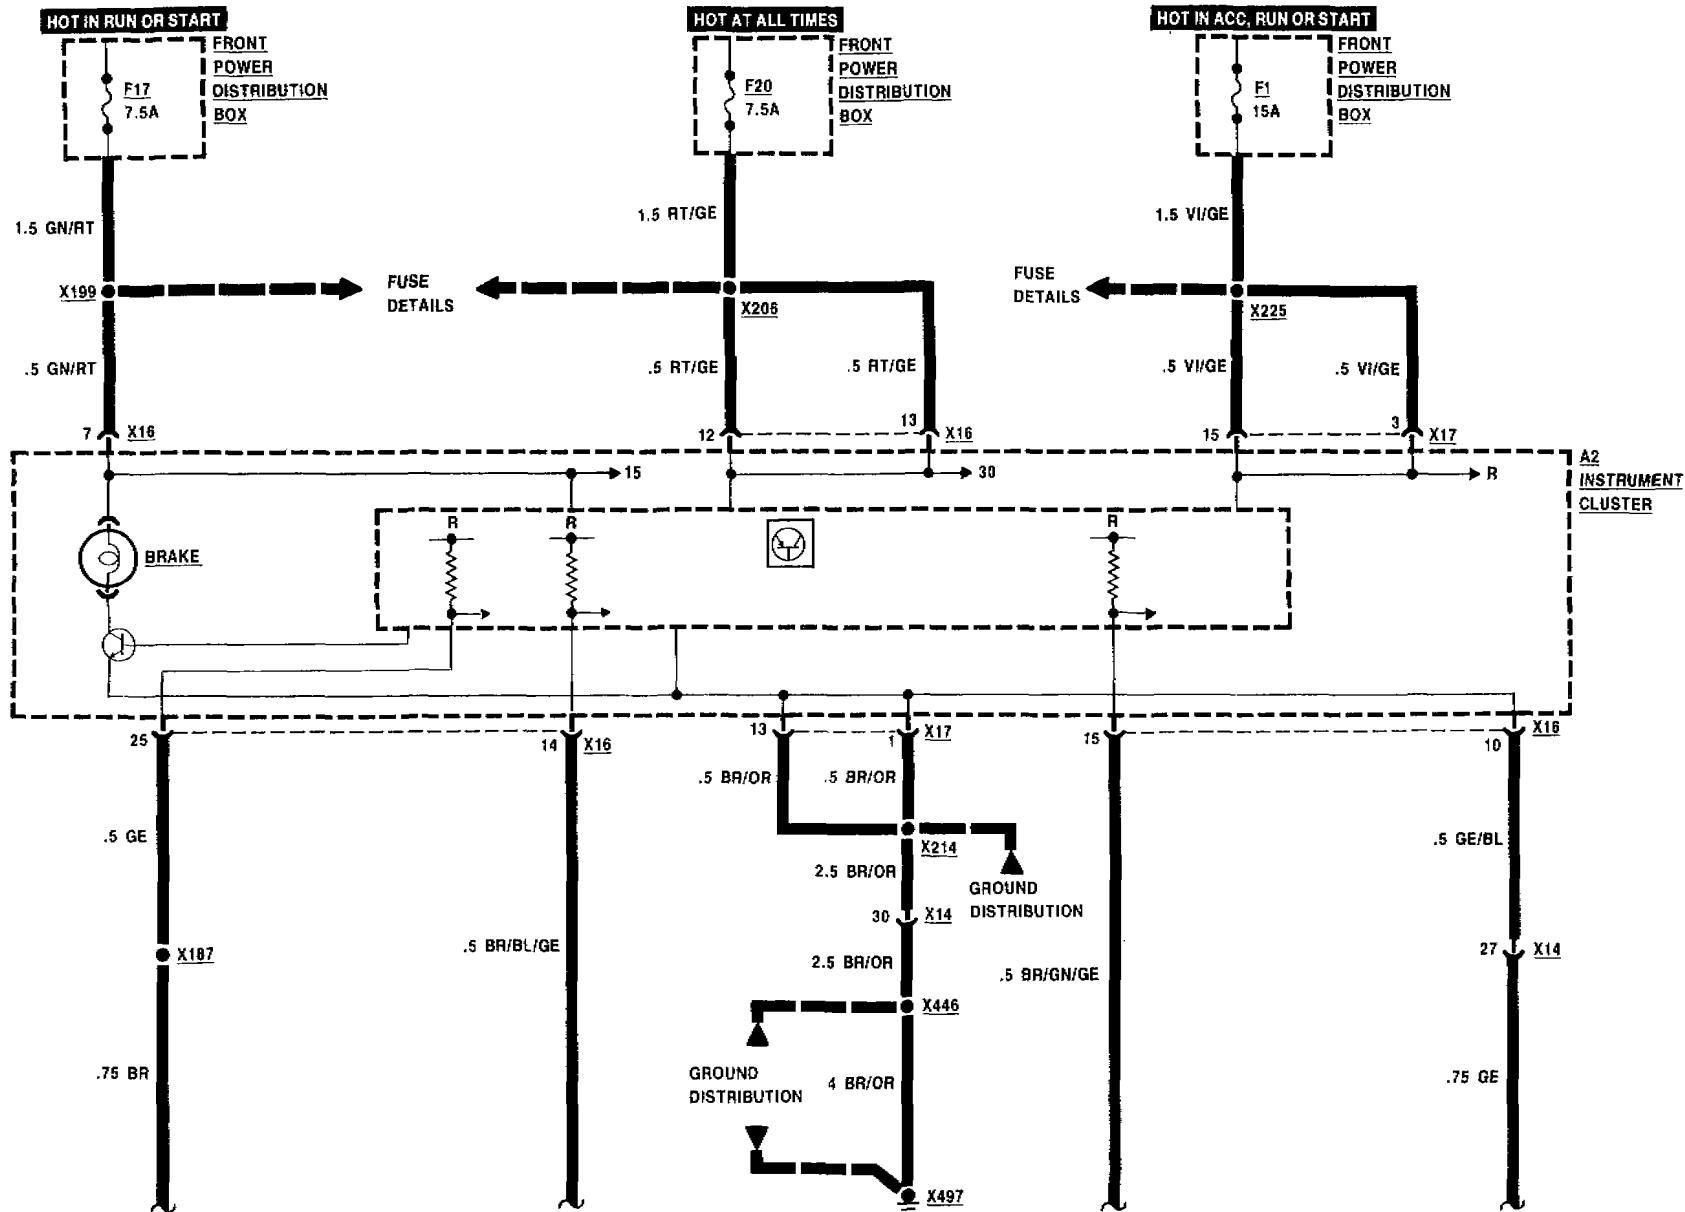 HOT IN RUN OR START
HOT AT ALL TIMES
HOT IN ACC, RUN OR START
FRONT
POWER
DISTRIBUTION
BOX
F17
7.5A
FRONT
POWER
DISTRIBUTION
BOX
F20
7.5A
FRONT
POWER
DISTRIBUTION
BOX
F1
15A
1.5 GN/RT
1.5 RT/GE
1.5 VI/GE
X199
FUSE
DETAILS
X206
FUSE
DETAILS
X225
.5 GN/RT
.5 RT/GE
.5 RT/GE
.5 VI/GE
.5 VI/GE
7
X16
12
13
X16
15
3
X17
15
30
R
A2
INSTRUMENT
CLUSTER
R
R
R
BRAKE
25
14
X16
13
1
X17
15
10
X16
.5 BR/OR
.5 BR/OR
.5 GE
X214
.5 GE/BL
2.5 BR/OR
GROUND
DISTRIBUTION
30
X14
X187
.5 BR/BL/GE
2.5 BR/OR
.5 BR/GN/GE
27
X14
X446
.75 BR
GROUND
DISTRIBUTION
4 BR/OR
.75 GE
X497